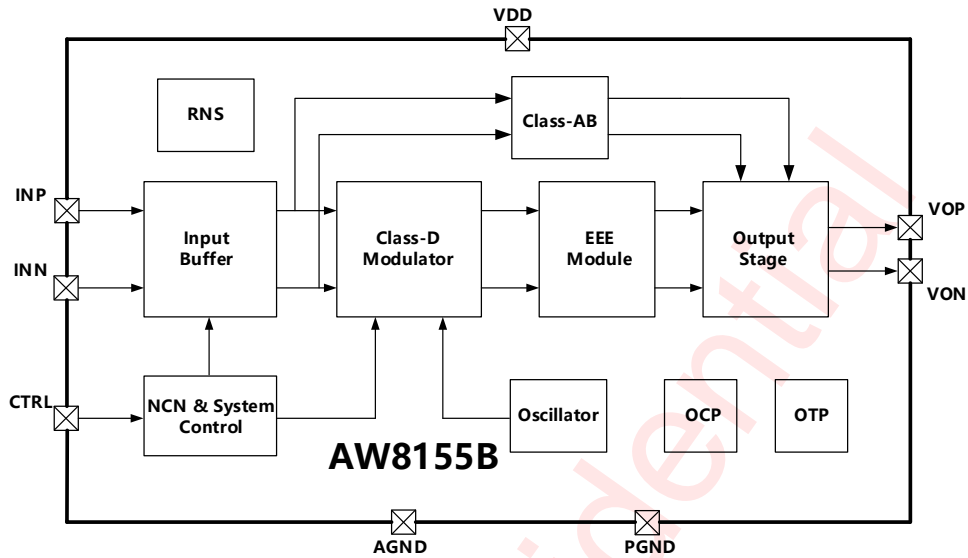 VDD
RNS
Class-AB
INP
INN
Input
Buffer
Class-D
Modulator
EEE
Module
Output
Stage
VOP
VON
CTRL
NCN & System
Control
Oscillator
OCP
OTP
AW8155B
AGND
PGND
idential